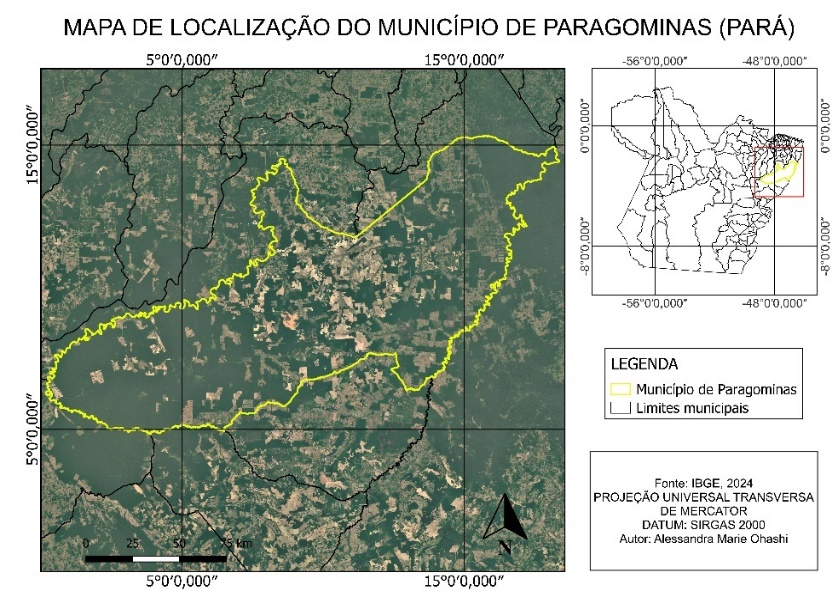 MAPA DE LOCALIZAÇÃO DO MUNICÍPIO DE PARAGOMINAS (PARÁ)
5°0'0,000" 15°0'0,000"
15°0'0,000"
5°0'0,000"
0 25 50 75 km
N
5°0'0,000" 15°0'0,000"
-56°0'0,000" -48°0'0,000"
0°0'0,000" 0°0'0,000"
-8°0'0,000" -8°0'0,000"
-56°0'0,000" -48°0'0,000"
LEGENDA
Município de Paragominas
Limites municipais
Fonte: IBGE, 2024
PROJEÇÃO UNIVERSAL TRANSVERSA
DE MERCATOR
DATUM: SIRGAS 2000
Autor: Alessandra Marie Ohashi